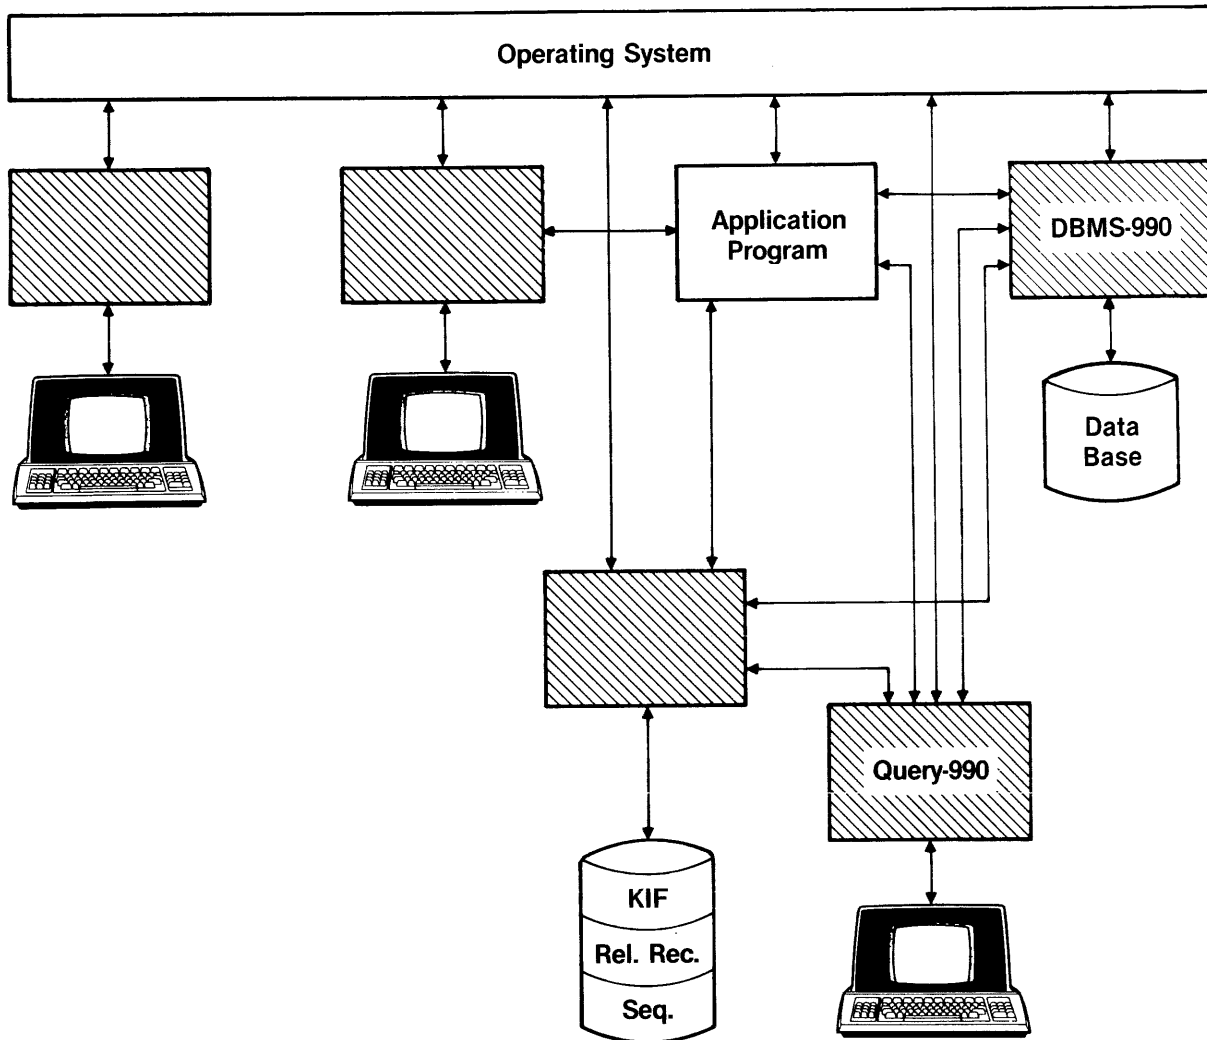 Operating System
Application
Program
DBMS-990
Data
Base
Query-990
KIF
Rel. Rec.
Seq.